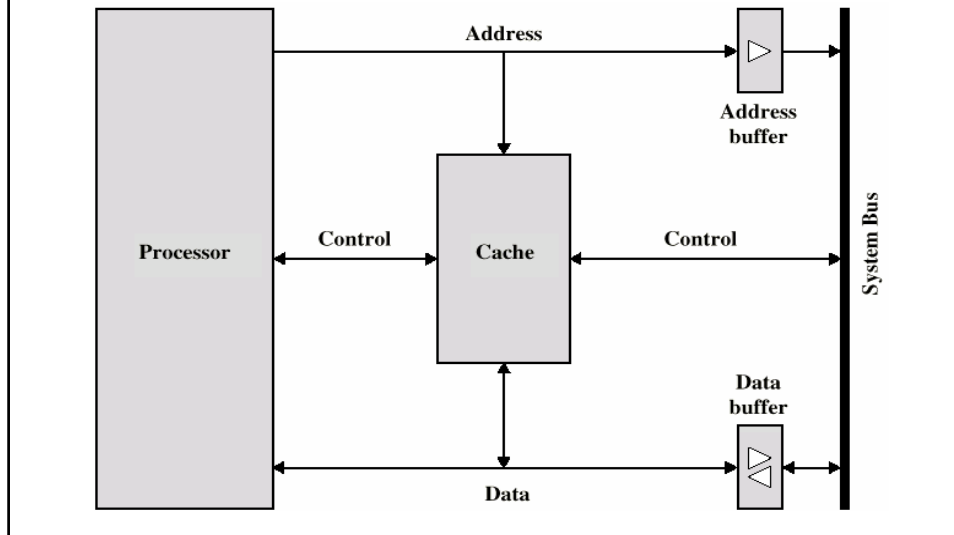 Address
Address
buffer
Processor
Control
Cache
Control
System Bus
Data
buffer
Data